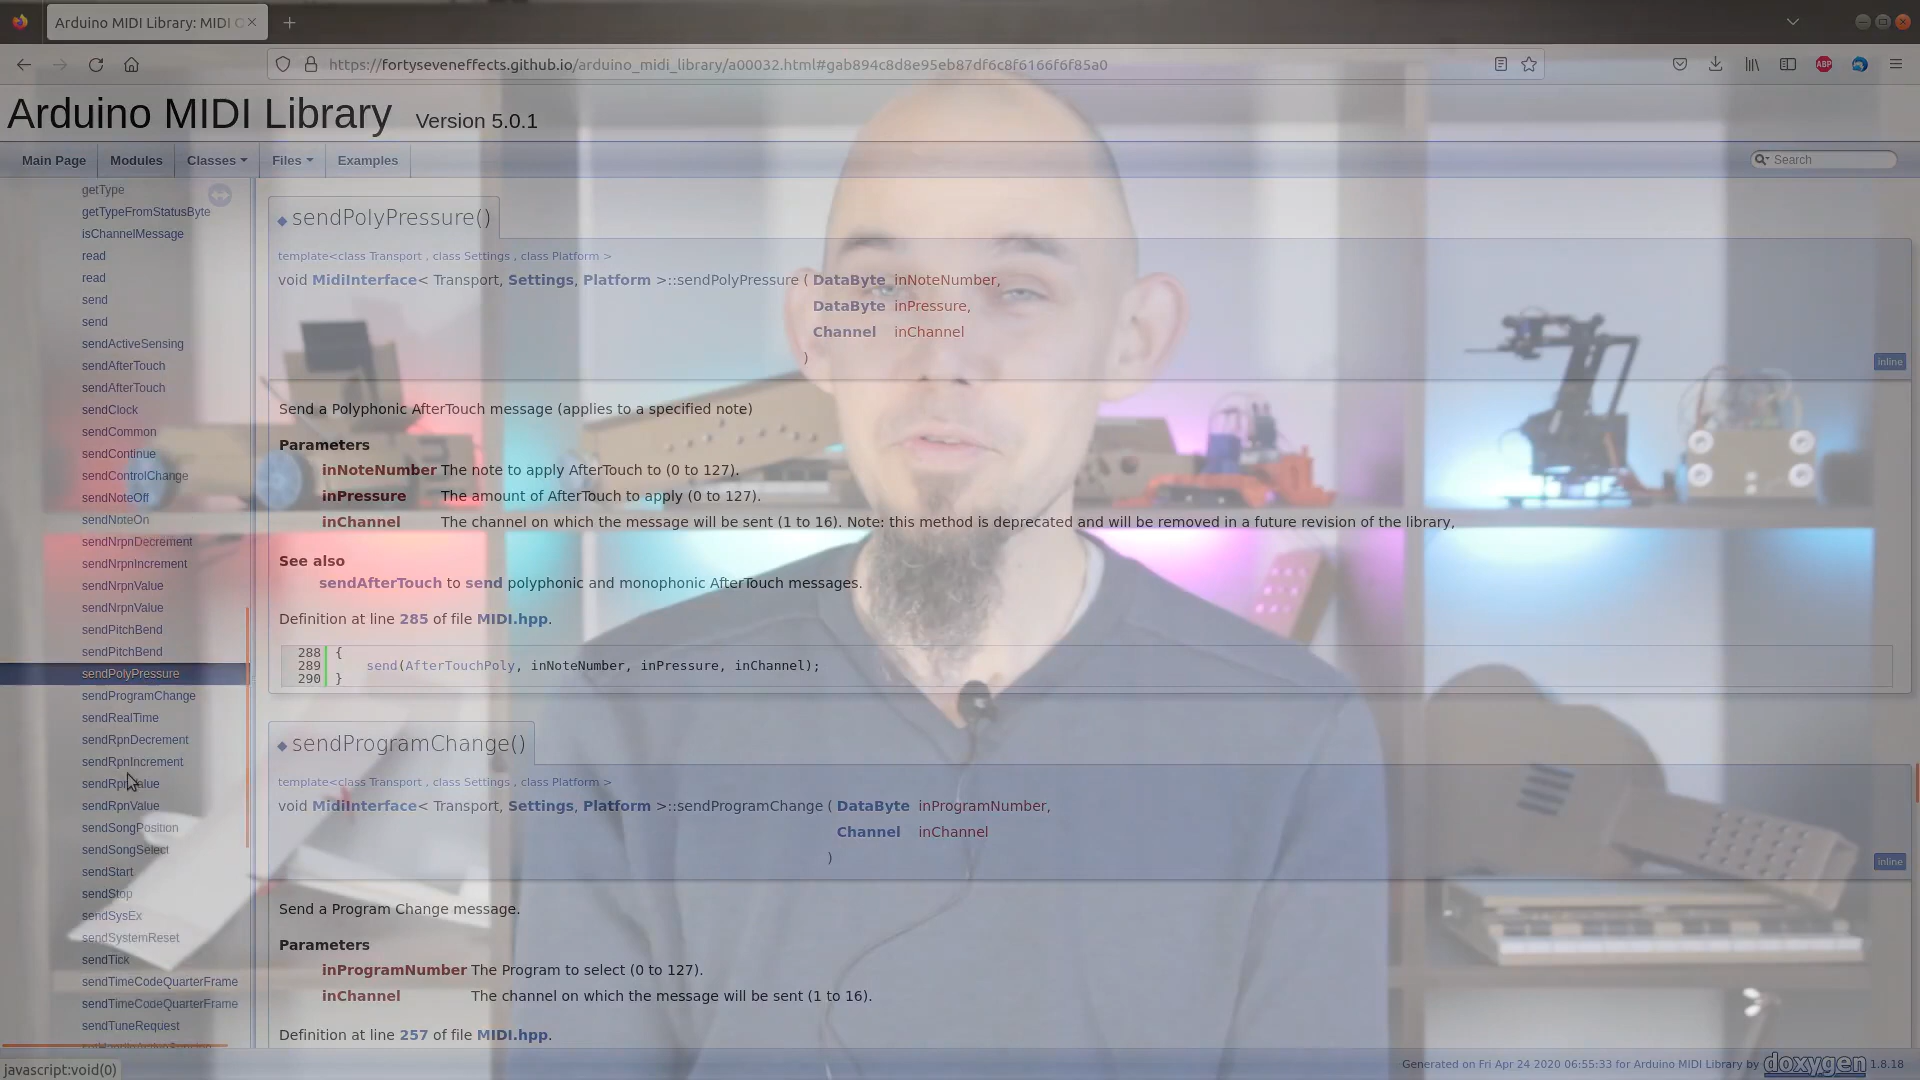 Arduino MIDI Library: MIDI
https://fortyseveneffects.github.io/arduino_midi_library/a00032.html#gab894c8d8e95eb87df6c8f6166f6f85a0
ABP
Arduino MIDI Library Version 5.0.1
Main Page Modules Classes Files Examples
Search
getType
getTypeFromStatusByte
isChannelMessage
read
read
send
send
sendActiveSensing
sendAfterTouch
sendAfterTouch
sendClock
sendCommon
sendContinue
sendControlChange
sendNoteOff
sendNoteOn
sendNrpnDecrement
sendNrpnIncrement
sendNrpnValue
sendNrpnValue
sendPitchBend
sendPitchBend
sendPolyPressure
sendProgramChange
sendRealTime
sendRpnDecrement
sendRpnIncrement
sendRpnValue
sendRpnValue
sendSongPosition
sendSongSelect
sendStart
sendStop
sendSysEx
sendSystemReset
sendTick
sendTimeCodeQuarterFrame
sendTimeCodeQuarterFrame
sendTuneRequest
◆ sendPolyPressure()
template<class Transport , class Settings , class Platform >
void MidiInterface< Transport, Settings, Platform >::sendPolyPressure ( DataByte inNoteNumber,
DataByte inPressure,
Channel inChannel
)
inline
Send a Polyphonic AfterTouch message (applies to a specified note)
Parameters
inNoteNumber The note to apply AfterTouch to (0 to 127).
inPressure The amount of AfterTouch to apply (0 to 127).
inChannel The channel on which the message will be sent (1 to 16). Note: this method is deprecated and will be removed in a future revision of the library,
See also
sendAfterTouch to send polyphonic and monophonic AfterTouch messages.
Definition at line 285 of file MIDI.hpp.
288 {
289 send(AfterTouchPoly, inNoteNumber, inPressure, inChannel);
290 }
◆ sendProgramChange()
template<class Transport , class Settings , class Platform >
void MidiInterface< Transport, Settings, Platform >::sendProgramChange ( DataByte inProgramNumber,
Channel inChannel
)
inline
Send a Program Change message.
Parameters
inProgramNumber The Program to select (0 to 127).
inChannel The channel on which the message will be sent (1 to 16).
Definition at line 257 of file MIDI.hpp.
javascript:void(0)
Generated on Fri Apr 24 2020 06:55:33 for Arduino MIDI Library by doxygen 1.8.18